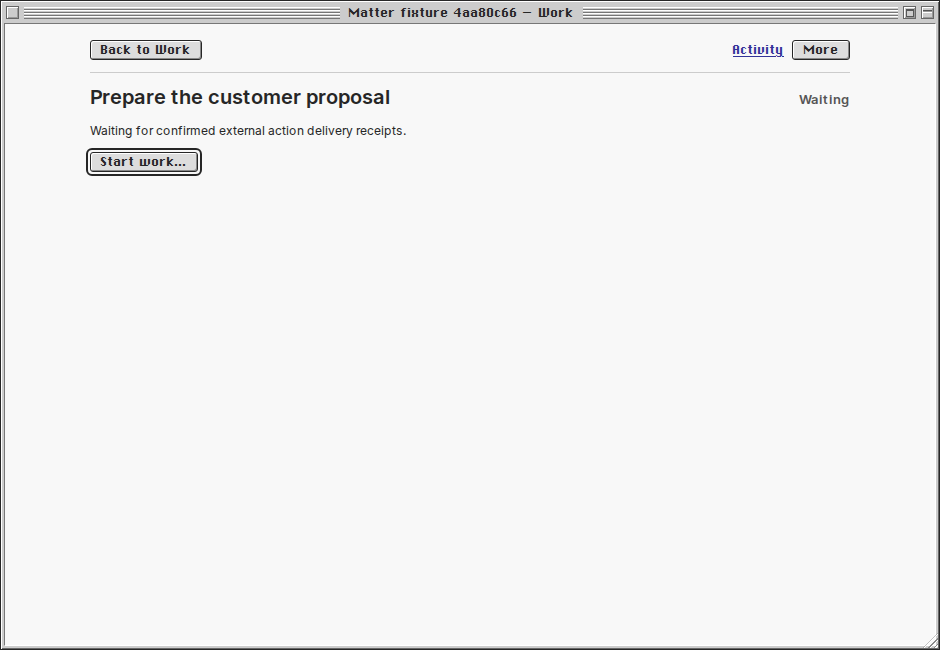 Matter fixture 4aa80c66 — Work
Back to Work
Activity
More
Prepare the customer proposal
Waiting
Waiting for confirmed external action delivery receipts.
Start work...